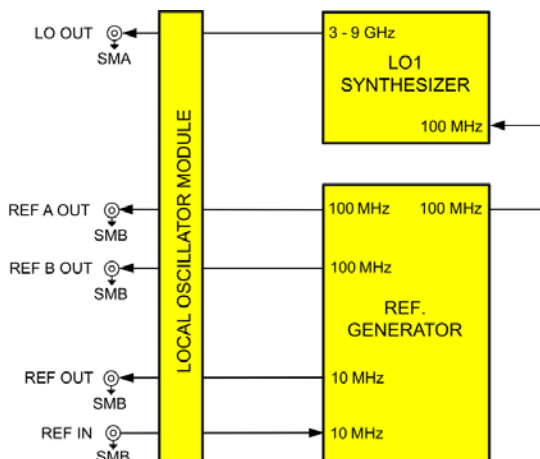 LO OUT
SMA
3 - 9 GHz
LO1
SYNTHESIZER
100 MHz
LOCAL OSCILLATOR MODULE
REF A OUT
SMB
100 MHz
100 MHz
REF B OUT
SMB
100 MHz
REF.
GENERATOR
REF OUT
SMB
10 MHz
REF IN
SMB
10 MHz